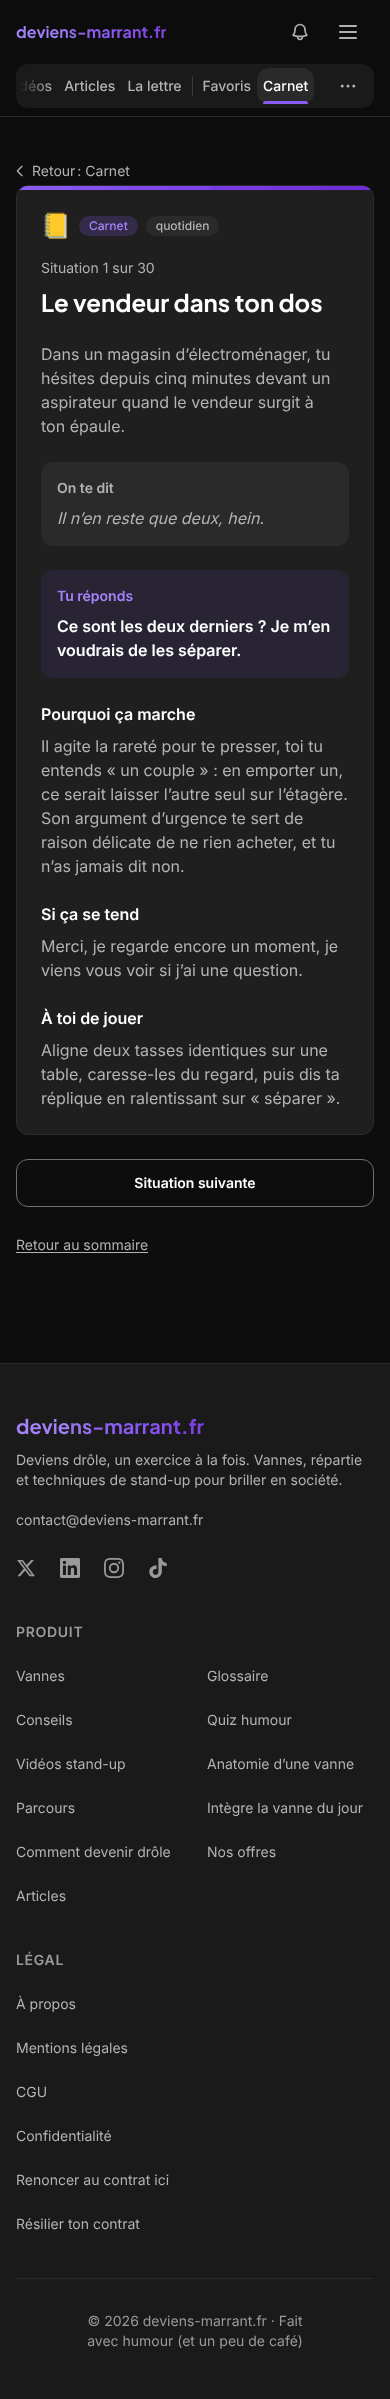 deviens-marrant.fr
Articles La lettre Favoris Carnet
Retour : Carnet
Carnet quotidien
Situation 1 sur 30
Le vendeur dans ton dos
Dans un magasin d’électroménager, tu
hésites depuis cinq minutes devant un
aspirateur quand le vendeur surgit à
ton épaule.
On te dit
Il n’en reste que deux, hein.
Tu réponds
Ce sont les deux derniers ? Je m’en
voudrais de les séparer.
Pourquoi ça marche
Il agite la rareté pour te presser, toi tu
entends « un couple » : en emporter un,
ce serait laisser l’autre seul sur l’étagère.
Son argument d’urgence te sert de
raison délicate de ne rien acheter, et tu
n’as jamais dit non.
Si ça se tend
Merci, je regarde encore un moment, je
viens vous voir si j’ai une question.
À toi de jouer
Aligne deux tasses identiques sur une
table, caresse-les du regard, puis dis ta
réplique en ralentissant sur « séparer ».
Situation suivante
Retour au sommaire
deviens-marrant.fr
Deviens drôle, un exercice à la fois. Vannes, répartie
et techniques de stand-up pour briller en société.
contact@deviens-marrant.fr
PRODUIT
Vannes Glossaire
Conseils Quiz humour
Vidéos stand-up Anatomie d’une vanne
Parcours Intègre la vanne du jour
Comment devenir drôle Nos offres
Articles
LÉGAL
À propos
Mentions légales
CGU
Confidentialité
Renoncer au contrat ici
Résilier ton contrat
© 2026 deviens-marrant.fr · Fait
avec humour (et un peu de café)